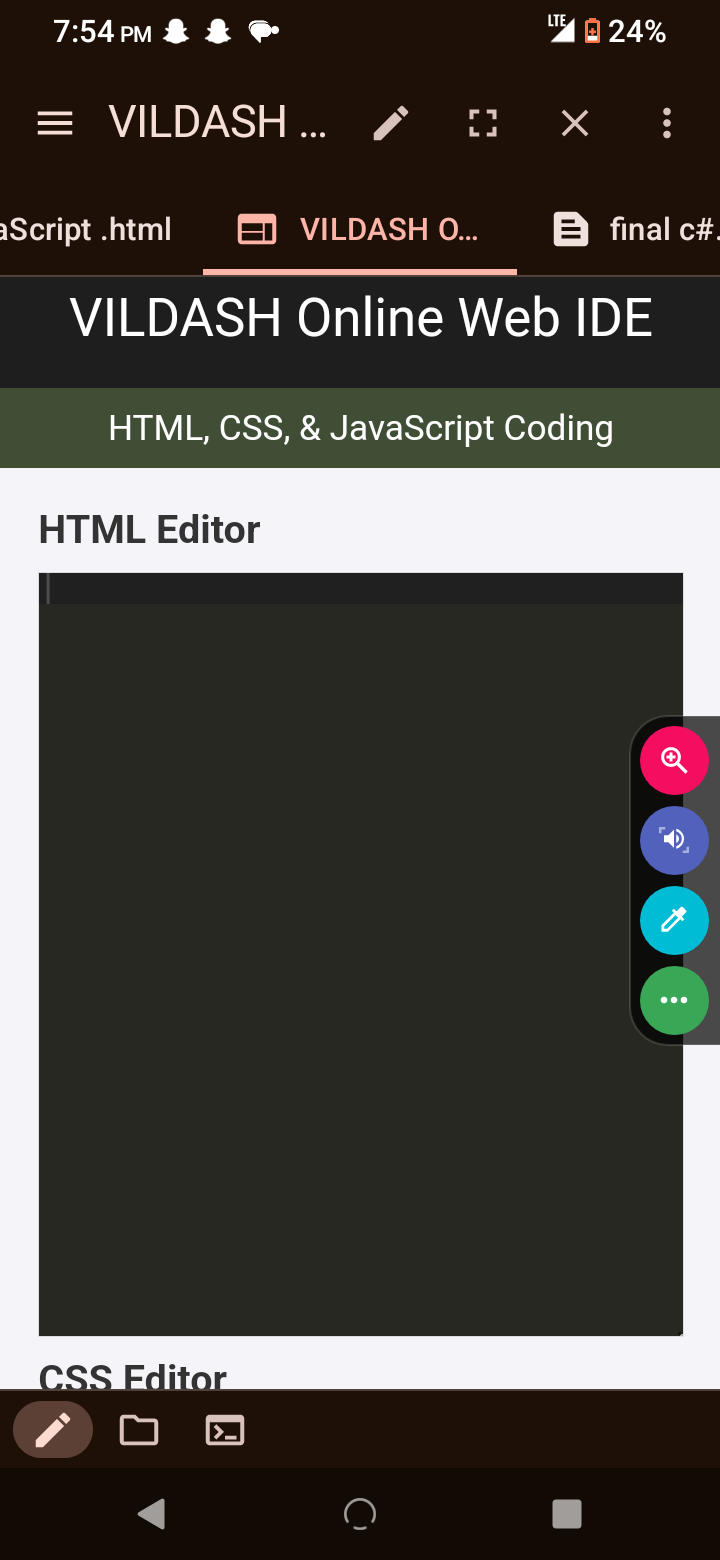 7:54 PM LTE 24%
VILDASH ...
aScript .html VILDASH O... final c#.
VILDASH Online Web IDE
HTML, CSS, & JavaScript Coding
HTML Editor
CSS Editor